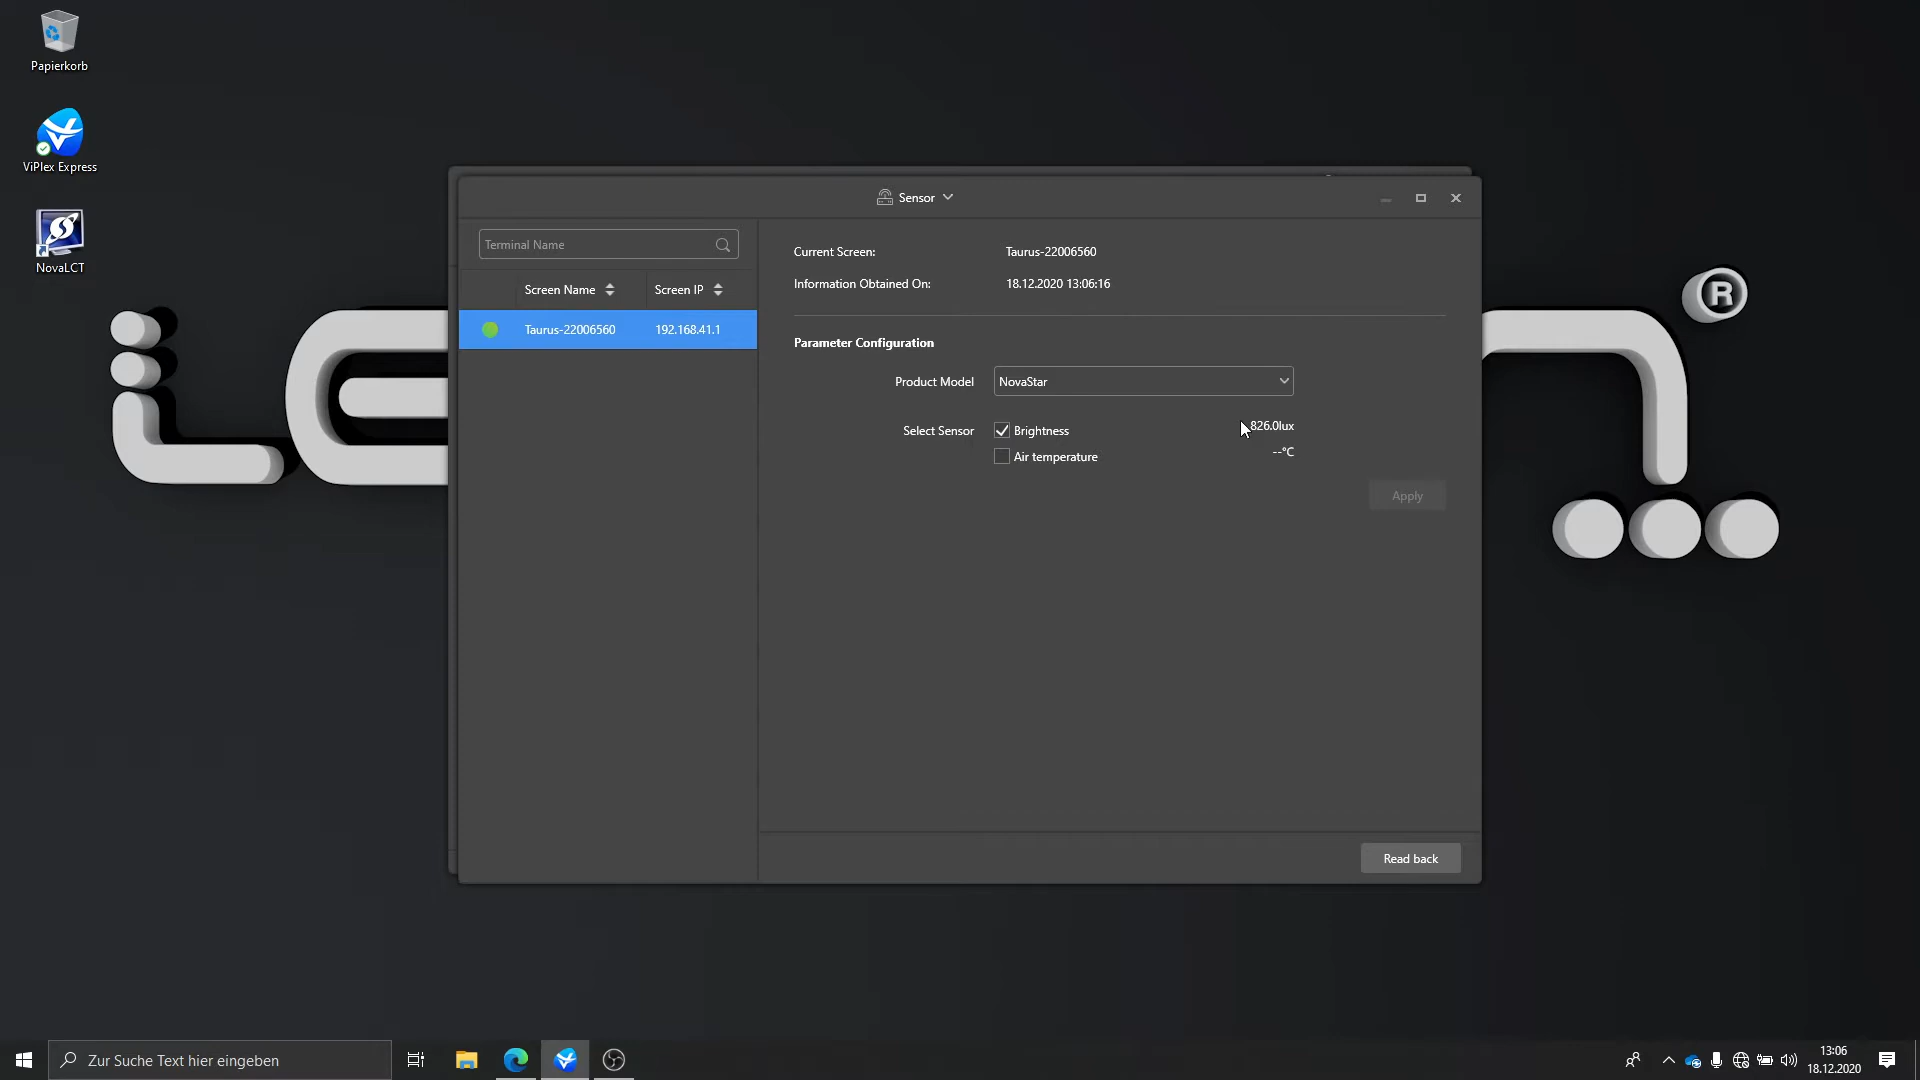 Papierkorb
ViPlex Express
NovaLCT
Sensor
Terminal Name
Screen Name
Screen IP
Taurus-22006560
192.168.41.1
Current Screen:
Taurus-22006560
Information Obtained On:
18.12.2020 13:06:16
Parameter Configuration
Product Model
NovaStar
Select Sensor
Brightness
826.0lux
Air temperature
--°C
Apply
Read back
R
Zur Suche Text hier eingeben
13:06
18.12.2020